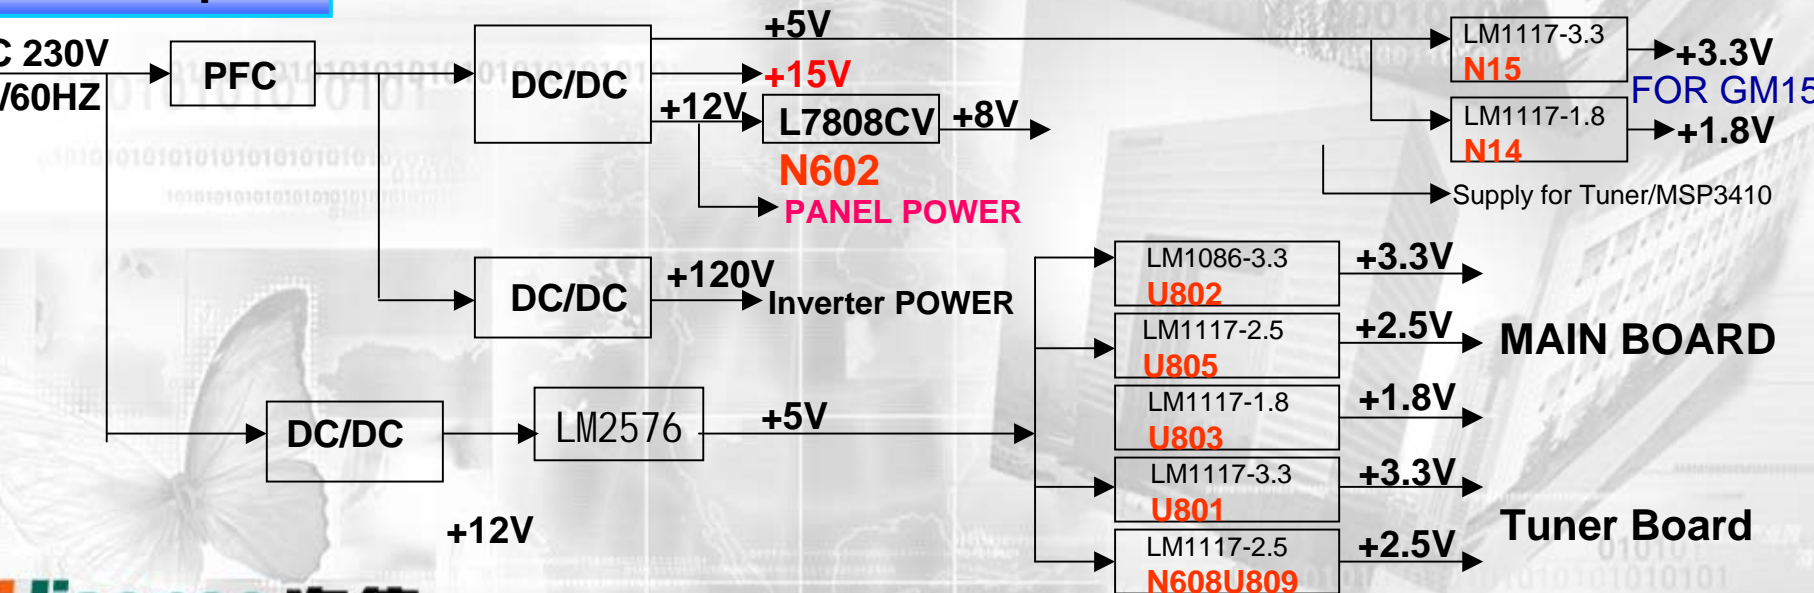 C 230V
/60HZ
PFC
DC/DC
+5V
+15V
+12V
L7808CV
+8V
N602
PANEL POWER
LM1117-3.3
N15
+3.3V
FOR GM15
LM1117-1.8
N14
+1.8V
Supply for Tuner/MSP3410
DC/DC
+120V
Inverter POWER
DC/DC
LM2576
+5V
+12V
LM1086-3.3
U802
+3.3V
LM1117-2.5
U805
+2.5V
MAIN BOARD
LM1117-1.8
U803
+1.8V
LM1117-3.3
U801
+3.3V
Tuner Board
LM1117-2.5
N608U809
+2.5V